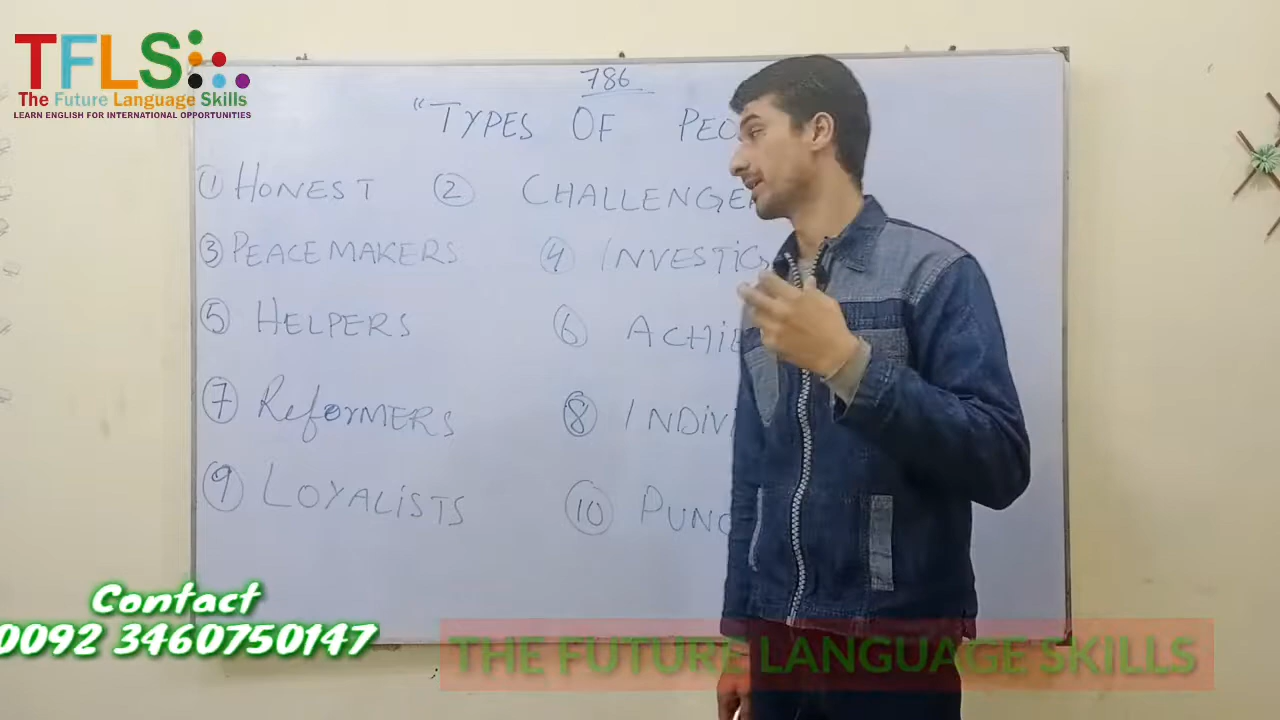 TFLS
The Future Language Skills
LEARN ENGLISH FOR INTERNATIONAL OPPORTUNITIES
786
"TYPES OF PEO
① HONEST ② CHALLENGE
③ PEACEMAKERS ④ INVESTIG
⑤ HELPERS ⑥ ACHIE
⑦ ReformERS ⑧ INDIVI
⑨ LOYALISTS ⑩ PUNC
Contact
0092 3460750147
THE FUTURE LANGUAGE SKILLS